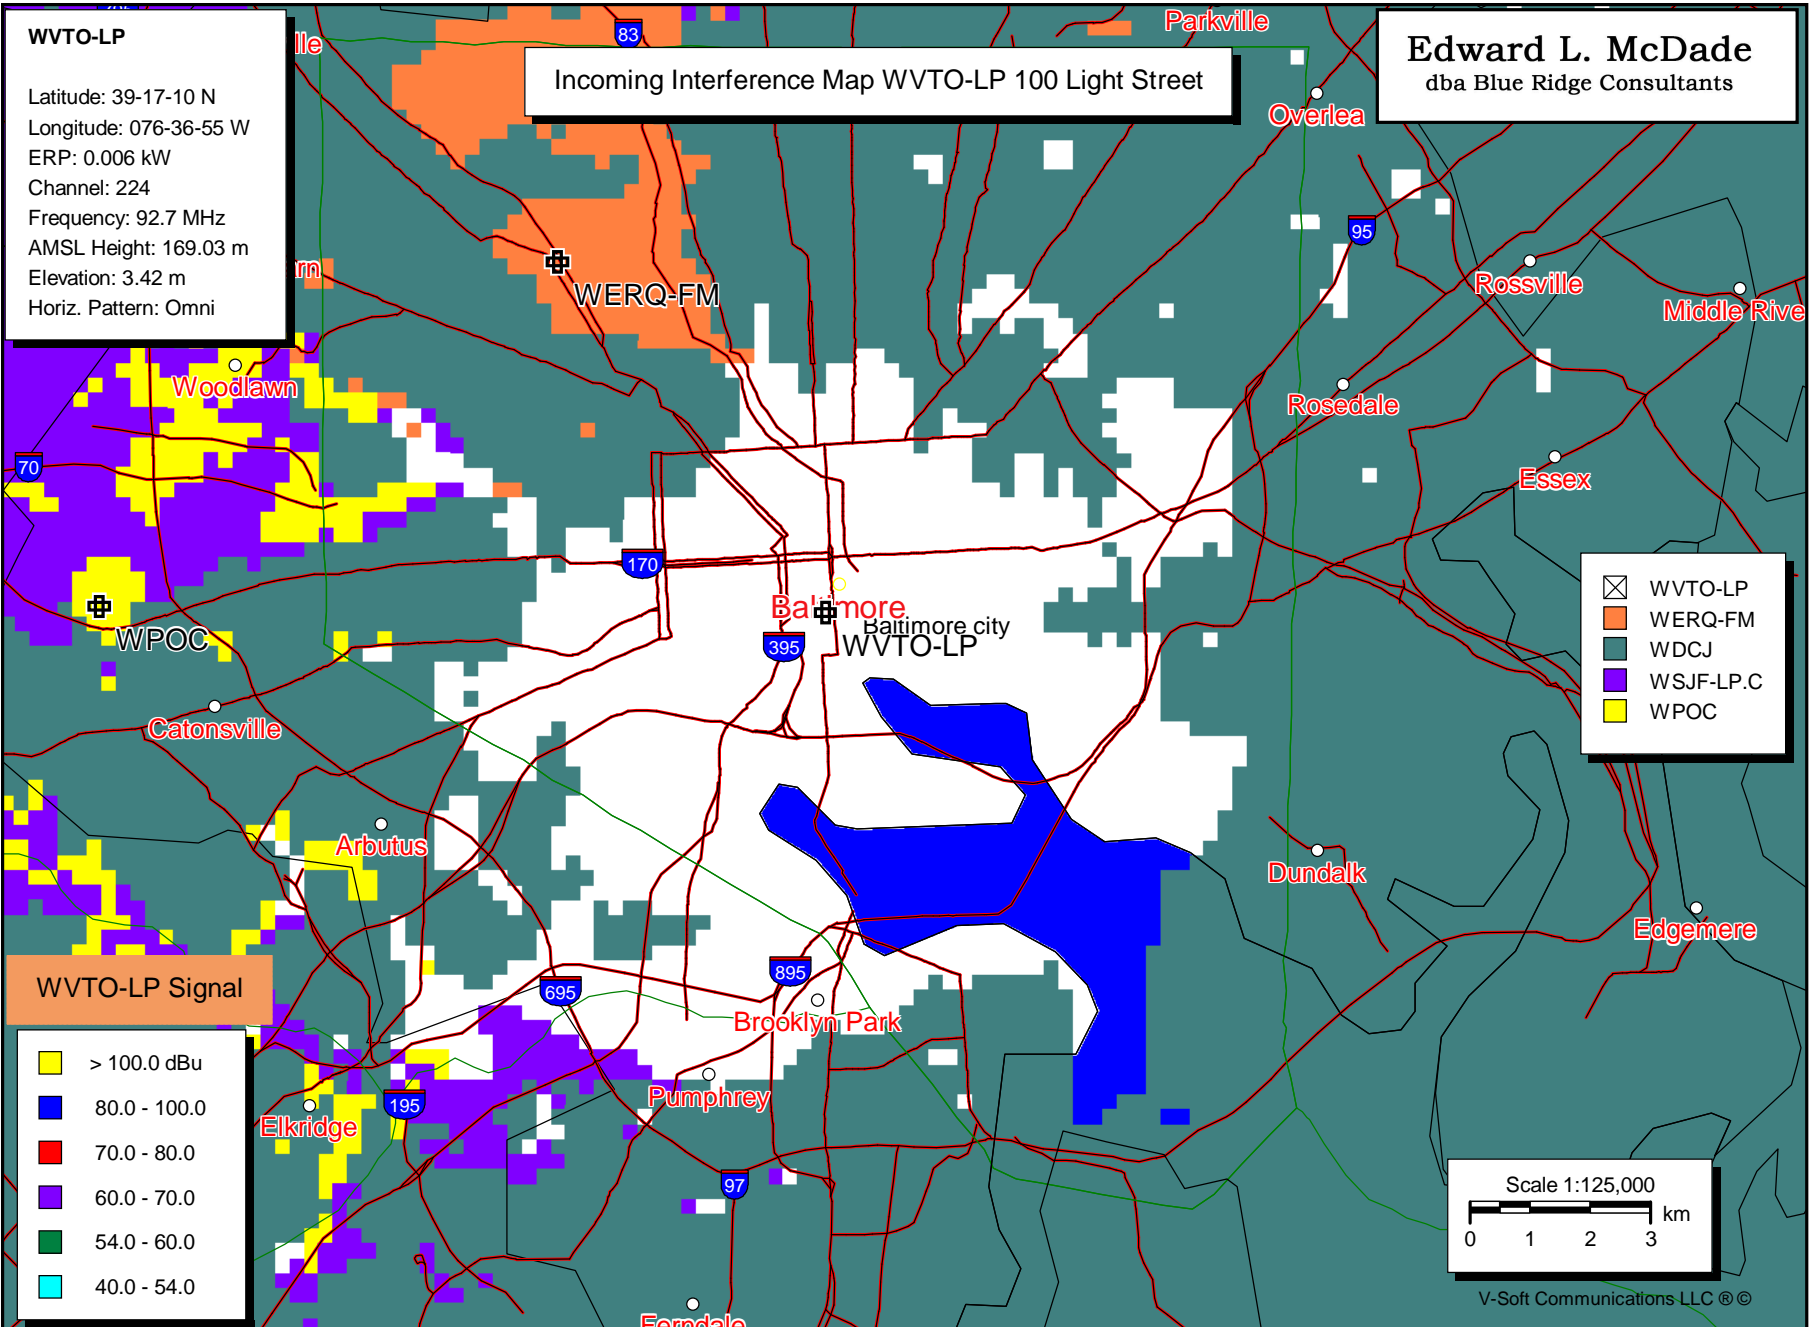 WVTO-LP
Latitude: 39-17-10 N
Longitude: 076-36-55 W
ERP: 0.006 kW
Channel: 224
Frequency: 92.7 MHz
AMSL Height: 169.03 m
Elevation: 3.42 m
Horiz. Pattern: Omni
83
Parkville
Incoming Interference Map WVTO-LP 100 Light Street
Edward L. McDade
dba Blue Ridge Consultants
Overlea
95
WERQ-FM
Rossville
Middle Rive
Woodlawn
Rosedale
70
Essex
170
Baltimore
Baltimore city
WVTO-LP
395
WPOC
WVTO-LP
WERQ-FM
WDCJ
WSJF-LP.C
WPOC
Catonsville
Arbutus
Dundalk
Edgemere
WVTO-LP Signal
695
895
Brooklyn Park
> 100.0 dBu
80.0 - 100.0
70.0 - 80.0
60.0 - 70.0
54.0 - 60.0
40.0 - 54.0
195
Elkridge
Pumphrey
97
Scale 1:125,000
km
0 1 2 3
V-Soft Communications LLC ® ©
Ferndale